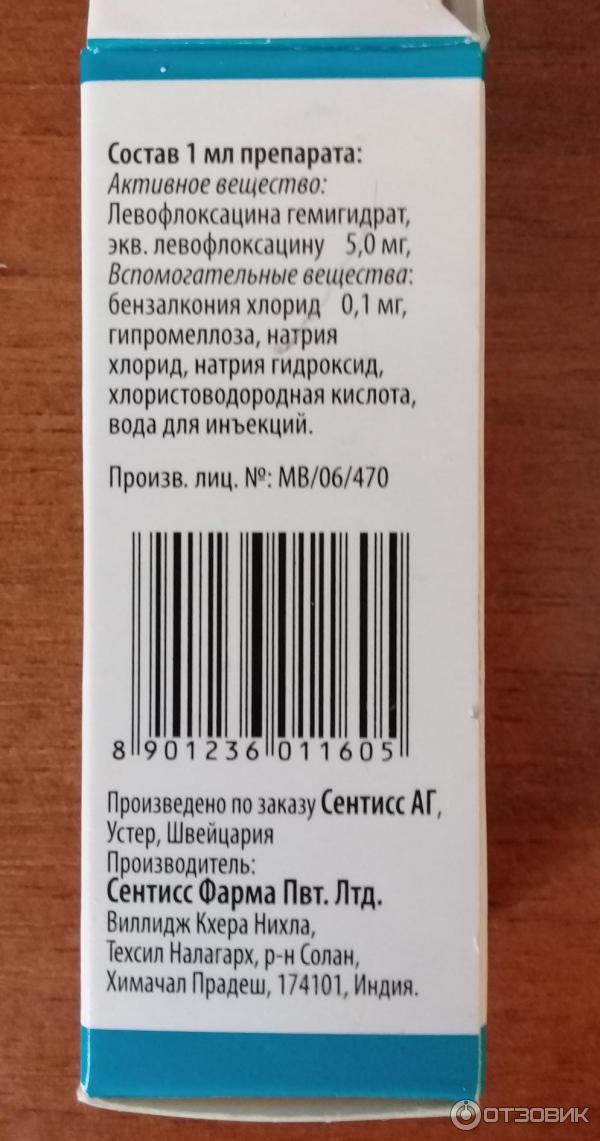 Состав 1 мл препарата:
Активное вещество:
Левофлоксацина гемигидрат,
экв. левофлоксацину 5,0 мг,
Вспомогательные вещества:
бензалкония хлорид 0,1 мг,
гипромеллоза, натрия
хлорид, натрия гидроксид,
хлористоводородная кислота,
вода для инъекций.
Произв. лиц. №: MB/06/470
8 901236 011605
Произведено по заказу Сентисс АГ,
Устер, Швейцария
Производитель:
Сентисс Фарма Пвт. Лтд.
Виллидж Кхера Нихла,
Техсил Налагарх, р-н Солан,
Химачал Прадеш, 174101, Индия.
ОТЗОВИК